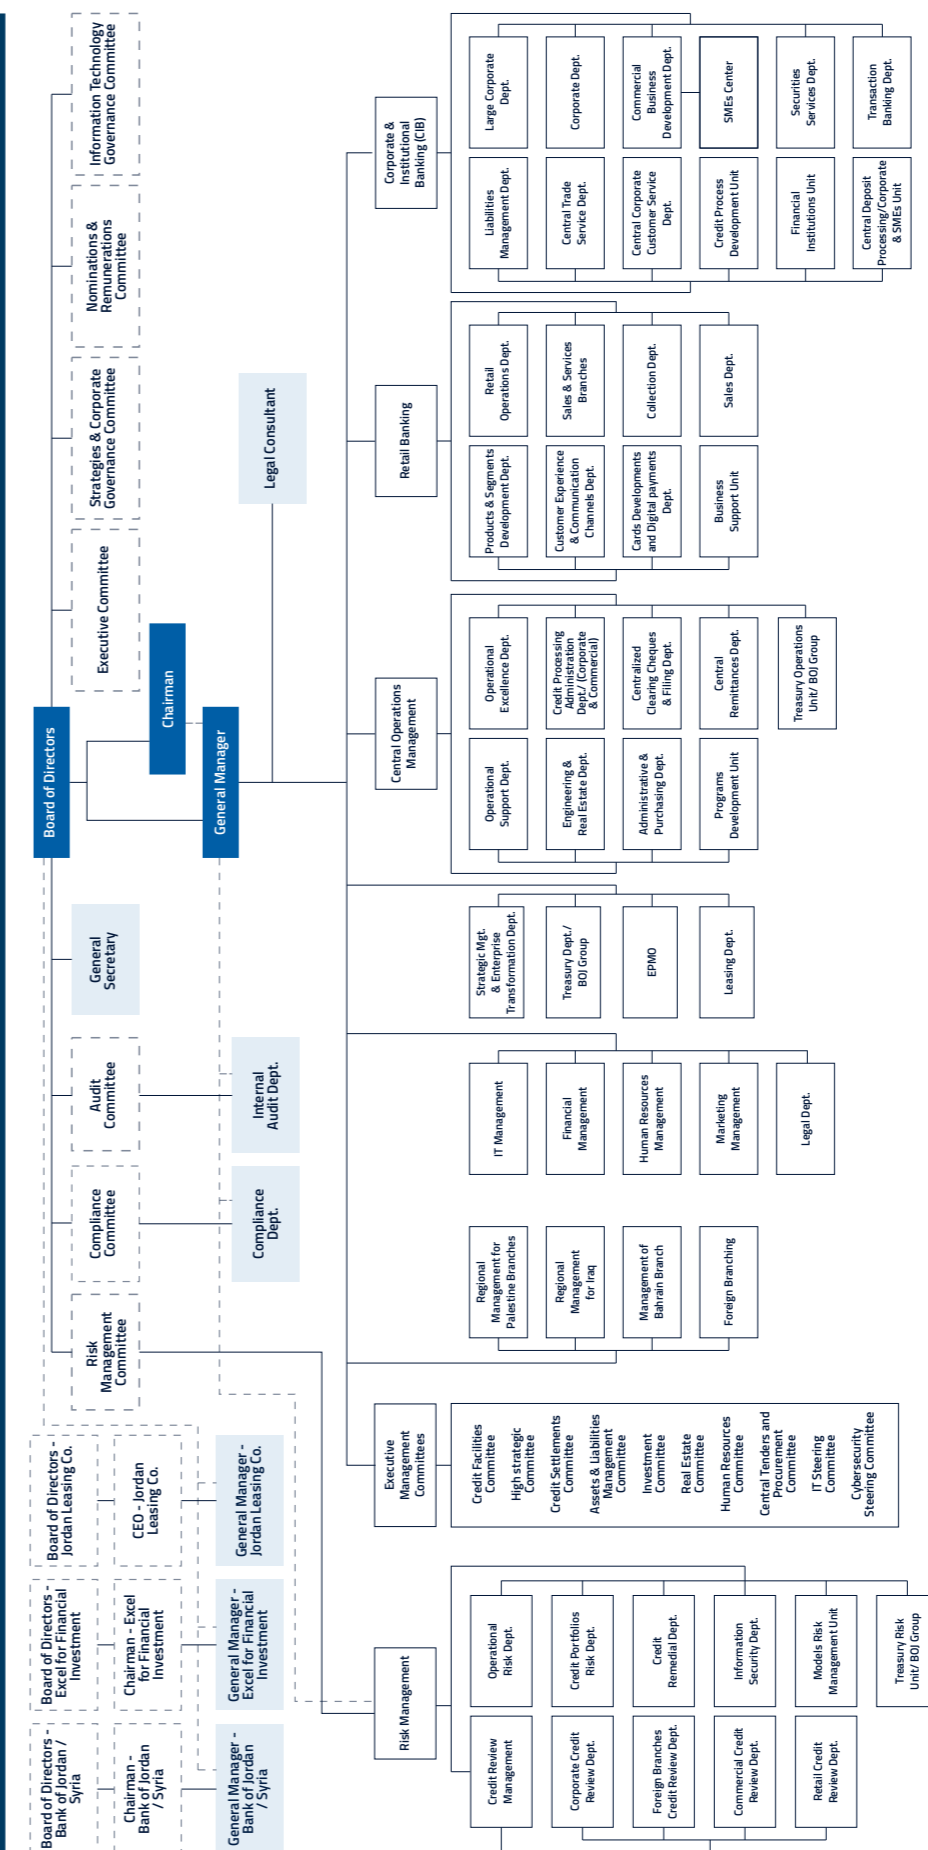 Board of Directors -
Bank of Jordan /
Syria
Board of Directors -
Excel for Financial
Investment
Board of Directors -
Jordan Leasing Co.
Board of Directors
Chairman -
Bank of Jordan
/ Syria
Chairman - Excel
for Financial
Investment
CEO - Jordan
Leasing Co.
Risk
Management
Committee
Compliance
Committee
Audit
Committee
General
Secretary
Executive Committee
Strategies & Corporate
Governance Committee
Nominations &
Remunerations
Committee
Information Technology
Governance Committee
Chairman
General Manager -
Bank of Jordan
/ Syria
General Manager -
Excel for Financial
Investment
General Manager -
Jordan Leasing Co.
Compliance
Dept.
Internal
Audit Dept.
General Manager
Legal Consultant
Risk Management
Executive
Management
Committees
Central Operations
Management
Retail Banking
Corporate &
Institutional
Banking (CIB)
Credit Review
Management
Corporate Credit
Review Dept.
Foreign Branches
Credit Review Dept.
Commercial Credit
Review Dept.
Retail Credit
Review Dept.
Operational
Risk Dept.
Credit Portfolios
Risk Dept.
Credit
Remedial Dept.
Information
Security Dept.
Models Risk
Management Unit
Treasury Risk
Unit/ BOJ Group
Credit Facilities
Committee
High strategic
Committee
Credit Settlements
Committee
Assets & Liabilities
Management
Committee
Investment
Committee
Real Estate
Committee
Human Resources
Committee
Central Tenders and
Procurement
Committee
IT Steering
Committee
Cybersecurity
Steering Committee
Regional
Management for
Palestine Branches
Regional
Management
for Iraq
Management of
Bahrain Branch
Foreign Branching
IT Management
Financial
Management
Human Resources
Management
Marketing
Management
Legal Dept.
Strategic Mgt.
& Enterprise
Transformation Dept.
Treasury Dept./
BOJ Group
EPMO
Leasing Dept.
Operational
Support Dept.
Engineering &
Real Estate Dept.
Administrative &
Purchasing Dept.
Programs
Development Unit
Operational
Excellence Dept.
Credit Processing
Administration
Dept./ (Corporate
& Commercial)
Centralized
Clearing Cheques
& Filing Dept.
Central
Remittances Dept.
Treasury Operations
Unit/ BOJ Group
Products & Segments
Development Dept.
Customer Experience
& Communication
Channels Dept.
Cards Developments
and Digital payments
Dept.
Business
Support Unit
Retail
Operations Dept.
Sales & Services
Branches
Collection Dept.
Sales Dept.
Liabilities
Management Dept.
Central Trade
Service Dept.
Central Corporate
Customer Service
Dept.
Credit Process
Development Unit
Financial
Institutions Unit
Central Deposit
Processing/Corporate
& SMEs Unit
Large Corporate
Dept.
Corporate Dept.
Commercial
Business
Development Dept.
SMEs Center
Securities
Services Dept.
Transaction
Banking Dept.